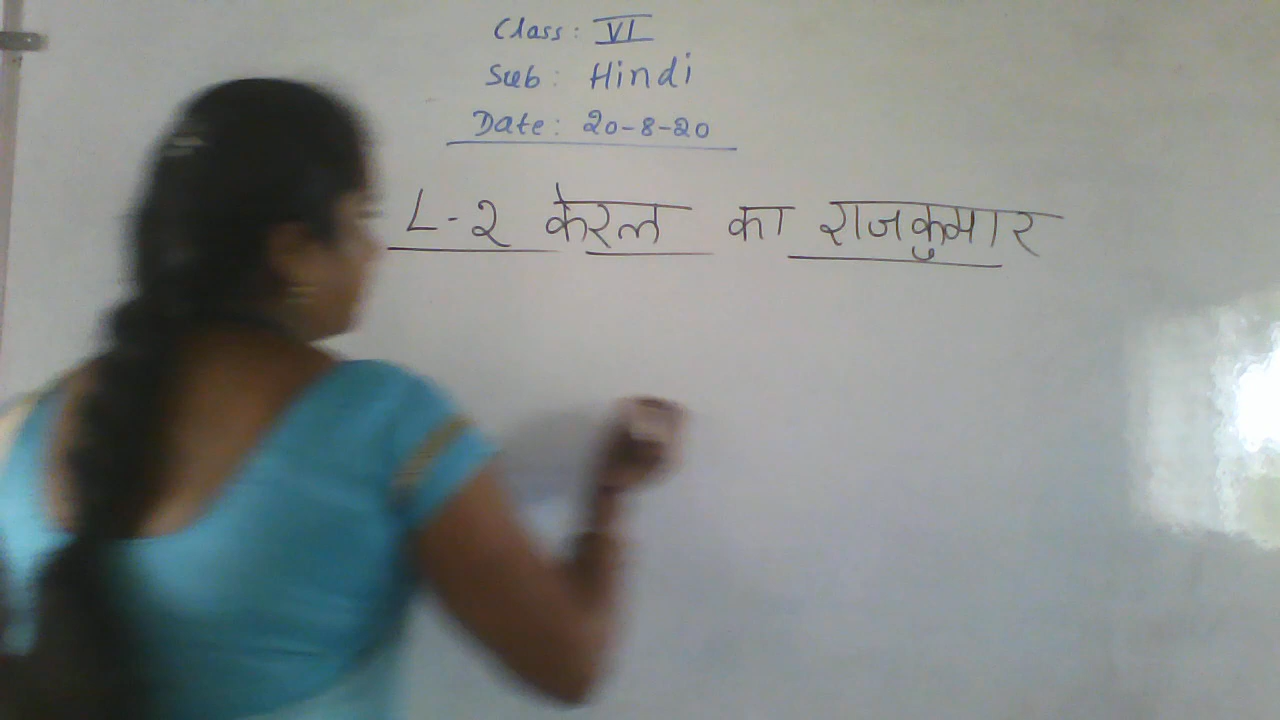 Class: VI
Sub: Hindi
Date: 20-8-20
L-2 केरल का राजकुमार